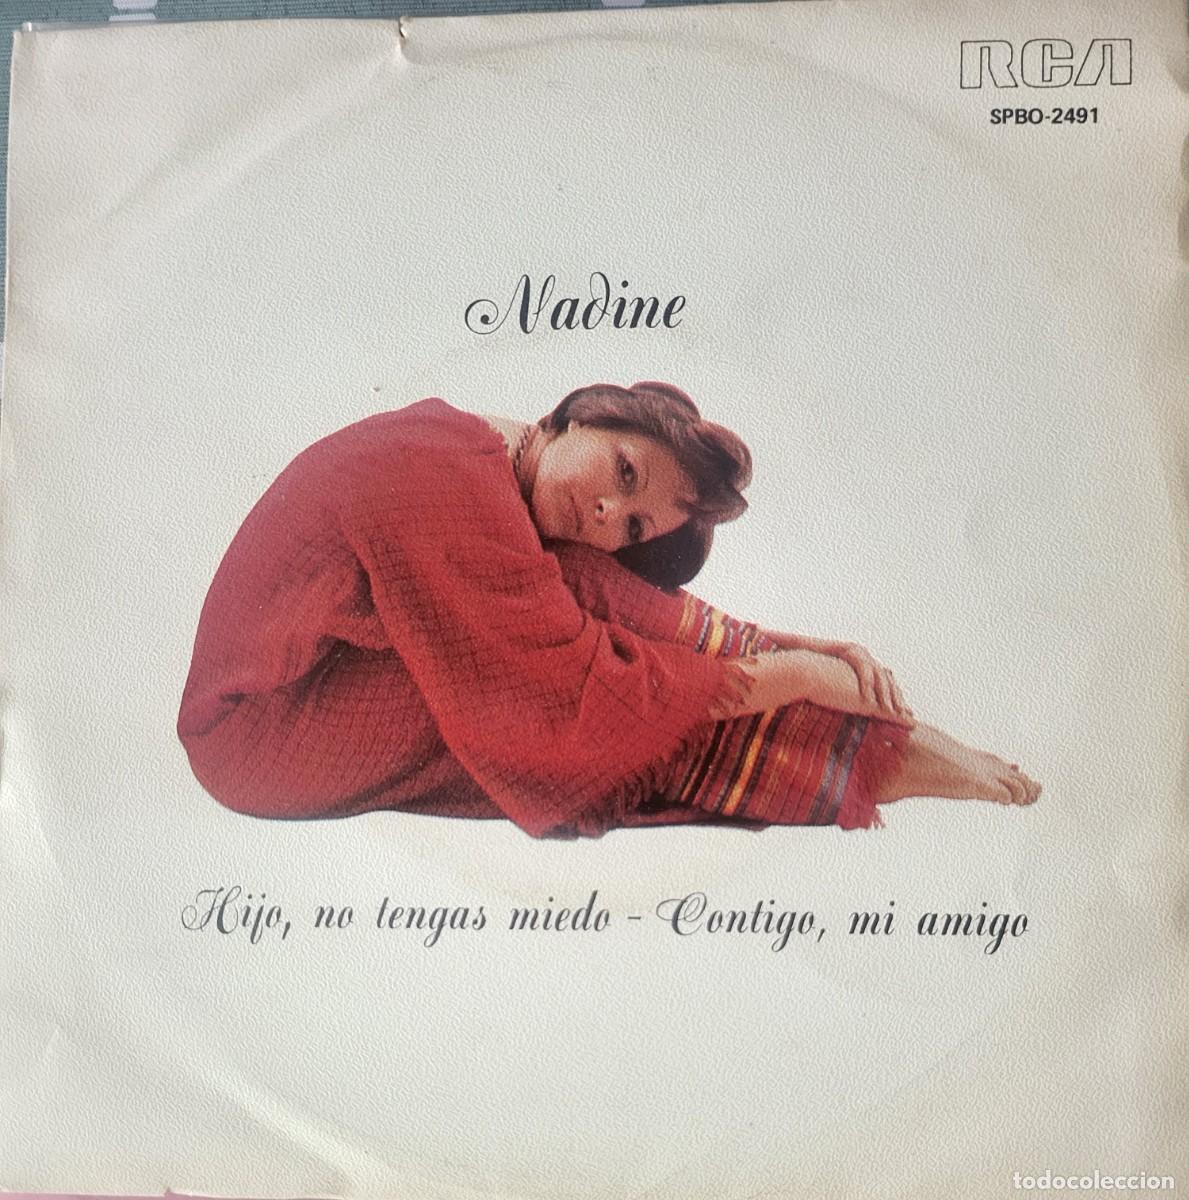 RCA
SPBO-2491
Nadine
Hijo, no tengas miedo - Contigo, mi amigo
todocoleccion